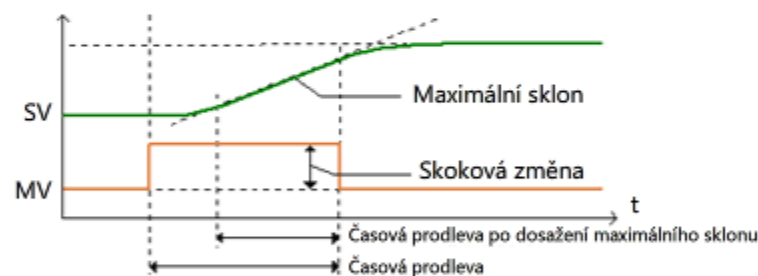 Maximální sklon
SV
Skoková změna
MV
t
Časová prodleva po dosažení maximálního sklonu
Časová prodleva